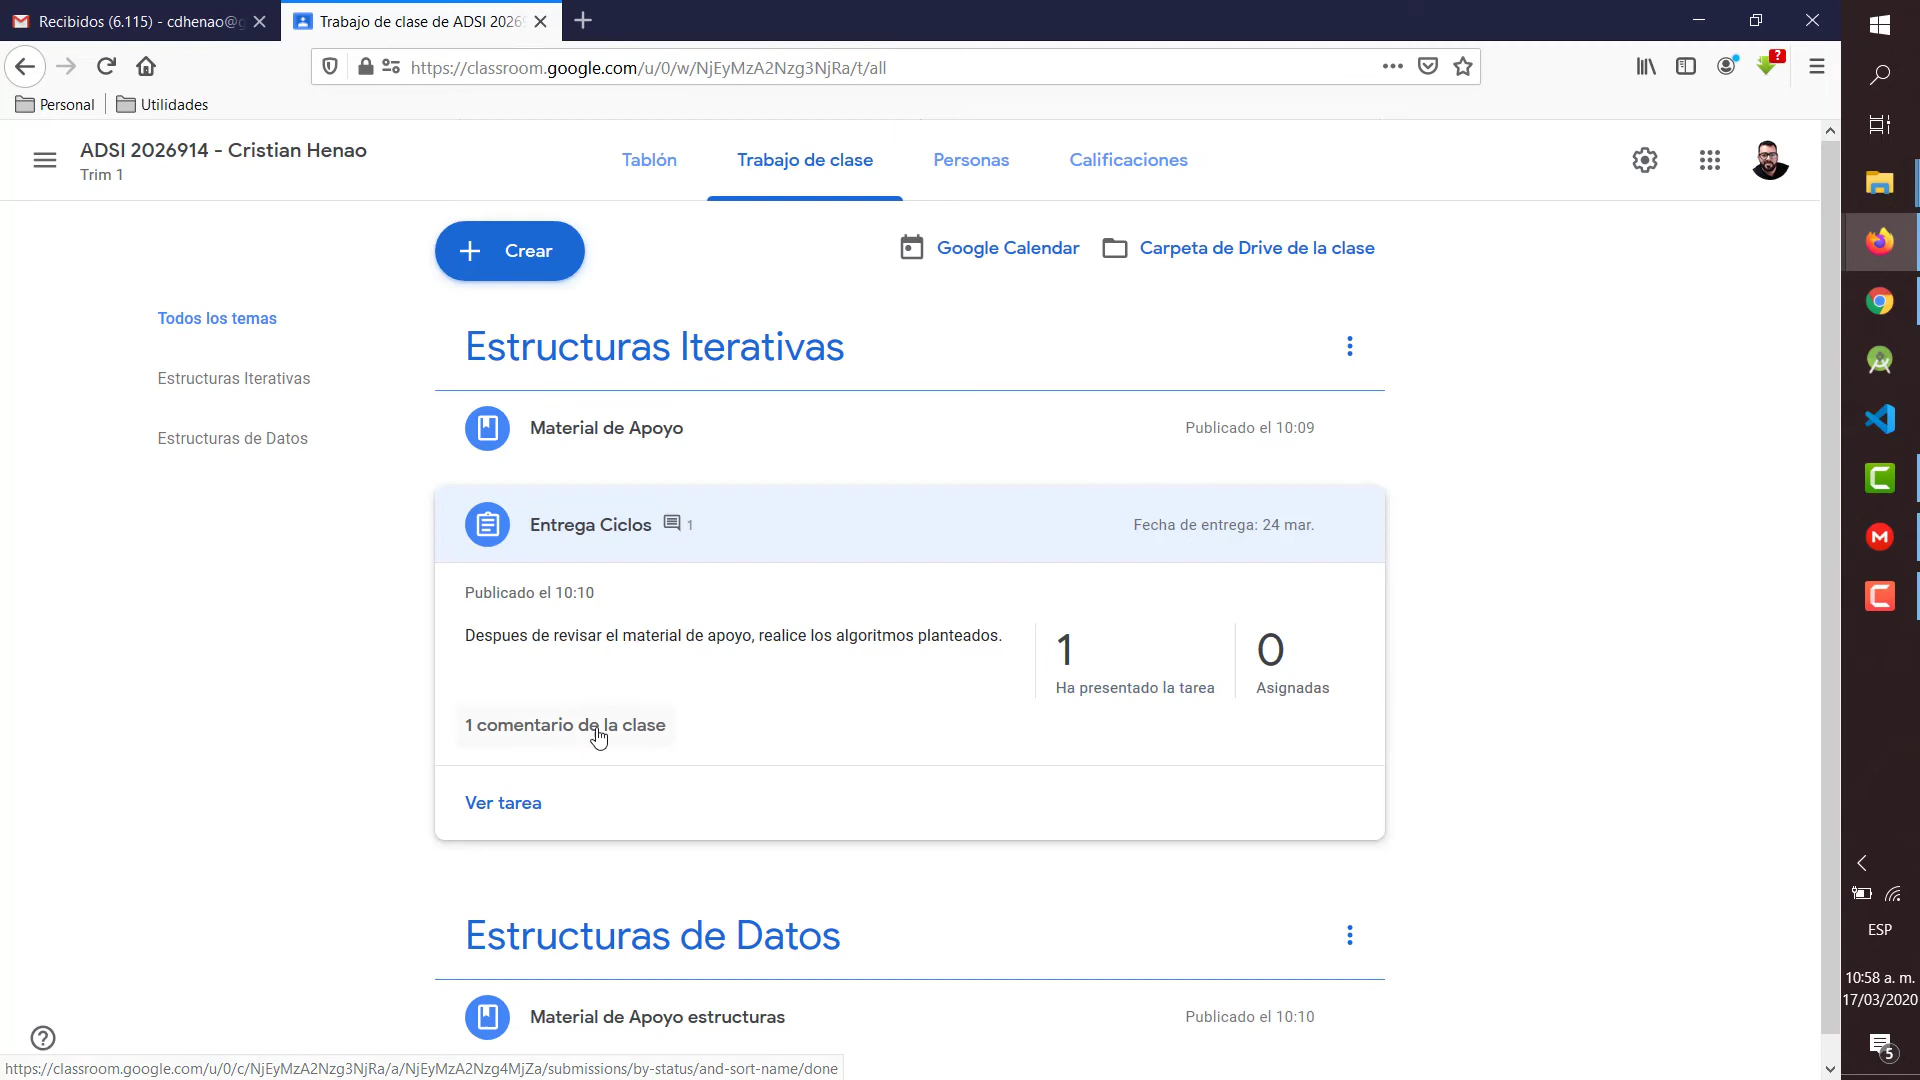 Recibidos (6.115) - cdhenao@
Trabajo de clase de ADSI 2026
https://classroom.google.com/u/0/w/NjEyMzA2Nzg3NjRa/t/all
?
Personal
Utilidades
ADSI 2026914 - Cristian Henao
Trim 1
Tablón
Trabajo de clase
Personas
Calificaciones
Crear
Google Calendar
Carpeta de Drive de la clase
Todos los temas
Estructuras Iterativas
Estructuras de Datos
Estructuras Iterativas
Material de Apoyo
Publicado el 10:09
Entrega Ciclos
1
Fecha de entrega: 24 mar.
Publicado el 10:10
Despues de revisar el material de apoyo, realice los algoritmos planteados.
1
Ha presentado la tarea
0
Asignadas
1 comentario de la clase
Ver tarea
Estructuras de Datos
Material de Apoyo estructuras
Publicado el 10:10
https://classroom.google.com/u/0/c/NjEyMzA2Nzg3NjRa/a/NjEyMzA2Nzg4MjZa/submissions/by-status/and-sort-name/done
ESP
10:58 a. m.
17/03/2020
5